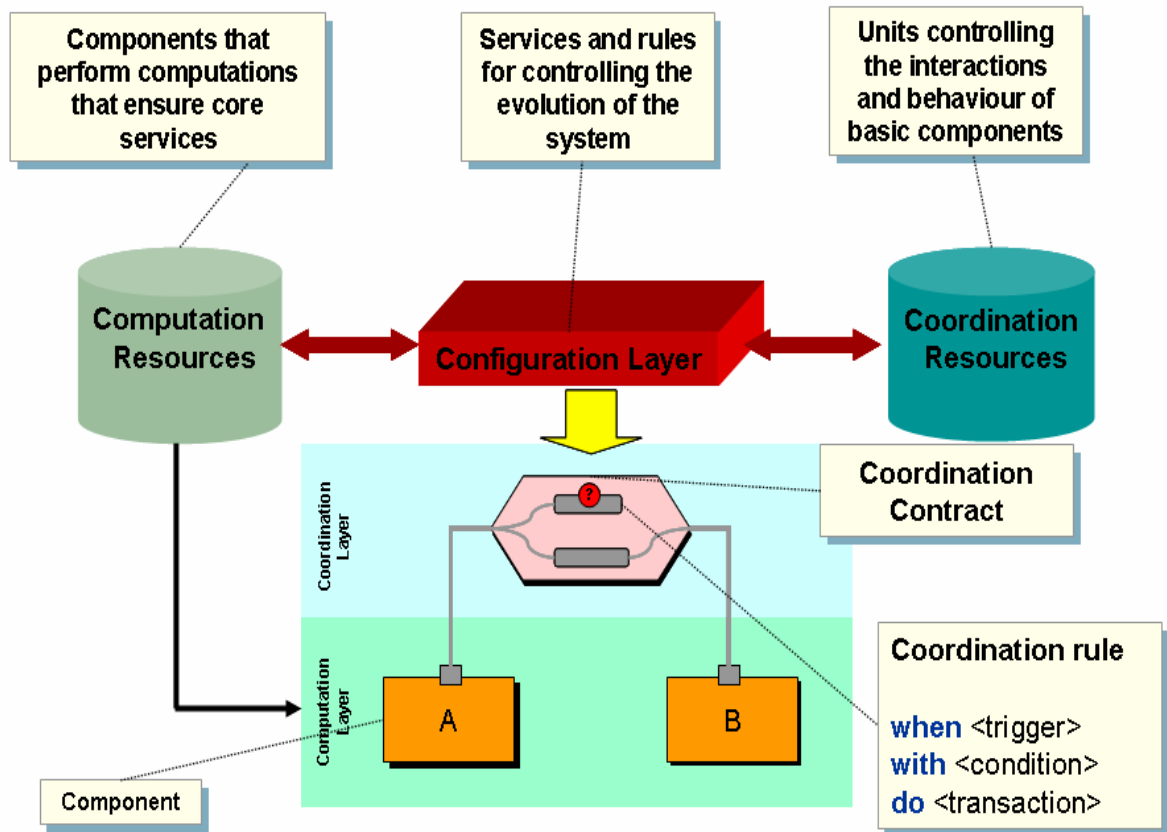 Components that
perform computations
that ensure core
services
Services and rules
for controlling the
evolution of the
system
Units controlling
the interactions
and behaviour of
basic components
Computation
Resources
Configuration Layer
Coordination
Resources
Coordination
Layer
?
Coordination
Contract
Computation
Layer
A
B
Component
Coordination rule
when <trigger>
with <condition>
do <transaction>